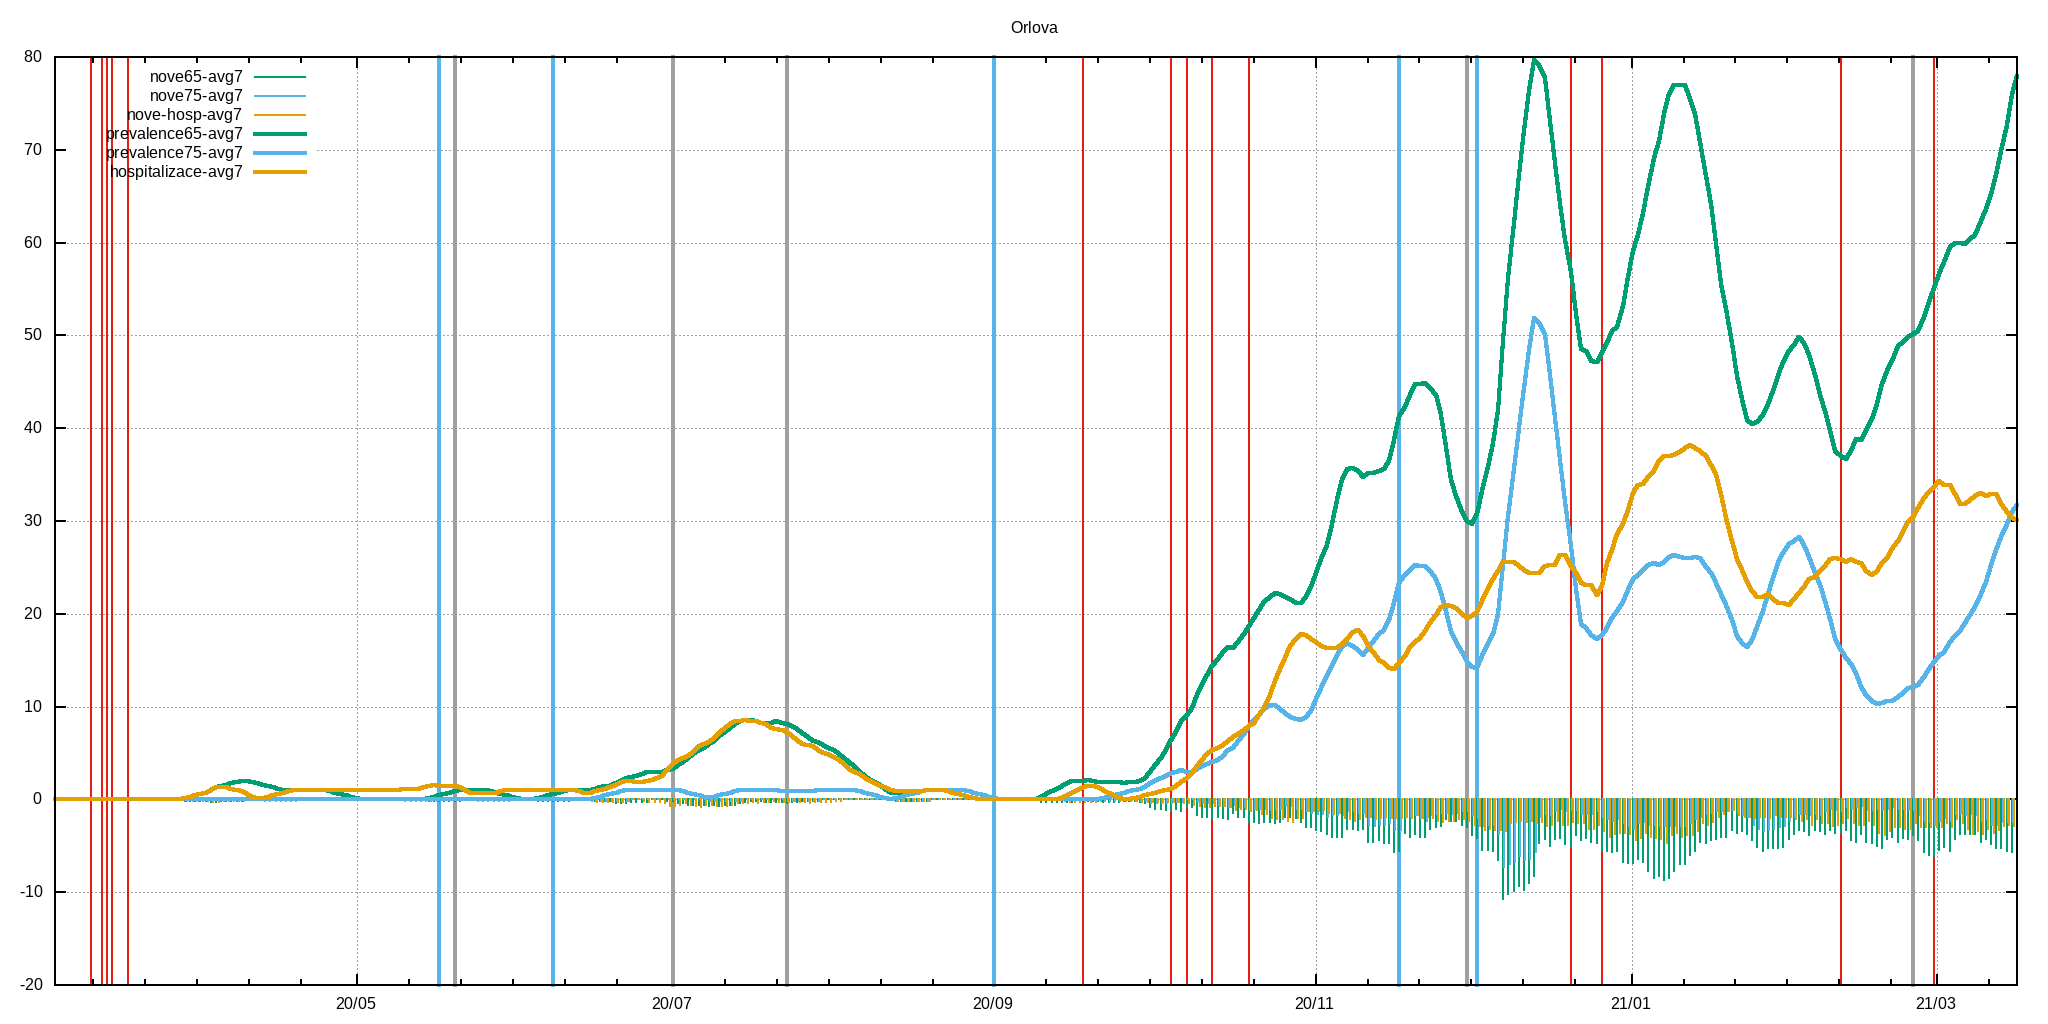 Orlova
80
70
60
50
40
30
20
10
0
-10
-20
nove65-avg7
nove75-avg7
nove-hosp-avg7
prevalence65-avg7
prevalence75-avg7
hospitalizace-avg7
20/05 20/07 20/09 20/11 21/01 21/03